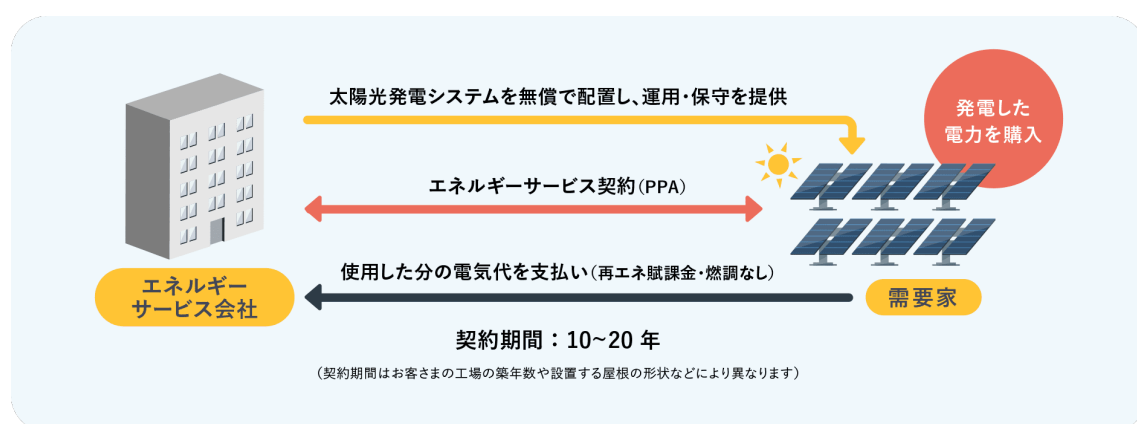 太陽光発電システムを無償で配置し、運用・保守を提供
発電した
電力を購入
エネルギーサービス契約(PPA)
使用した分の電気代を支払い(再エネ賦課金・燃調なし)
エネルギー
サービス会社
需要家
契約期間:10~20 年
(契約期間はお客さまの工場の築年数や設置する屋根の形状などにより異なります)